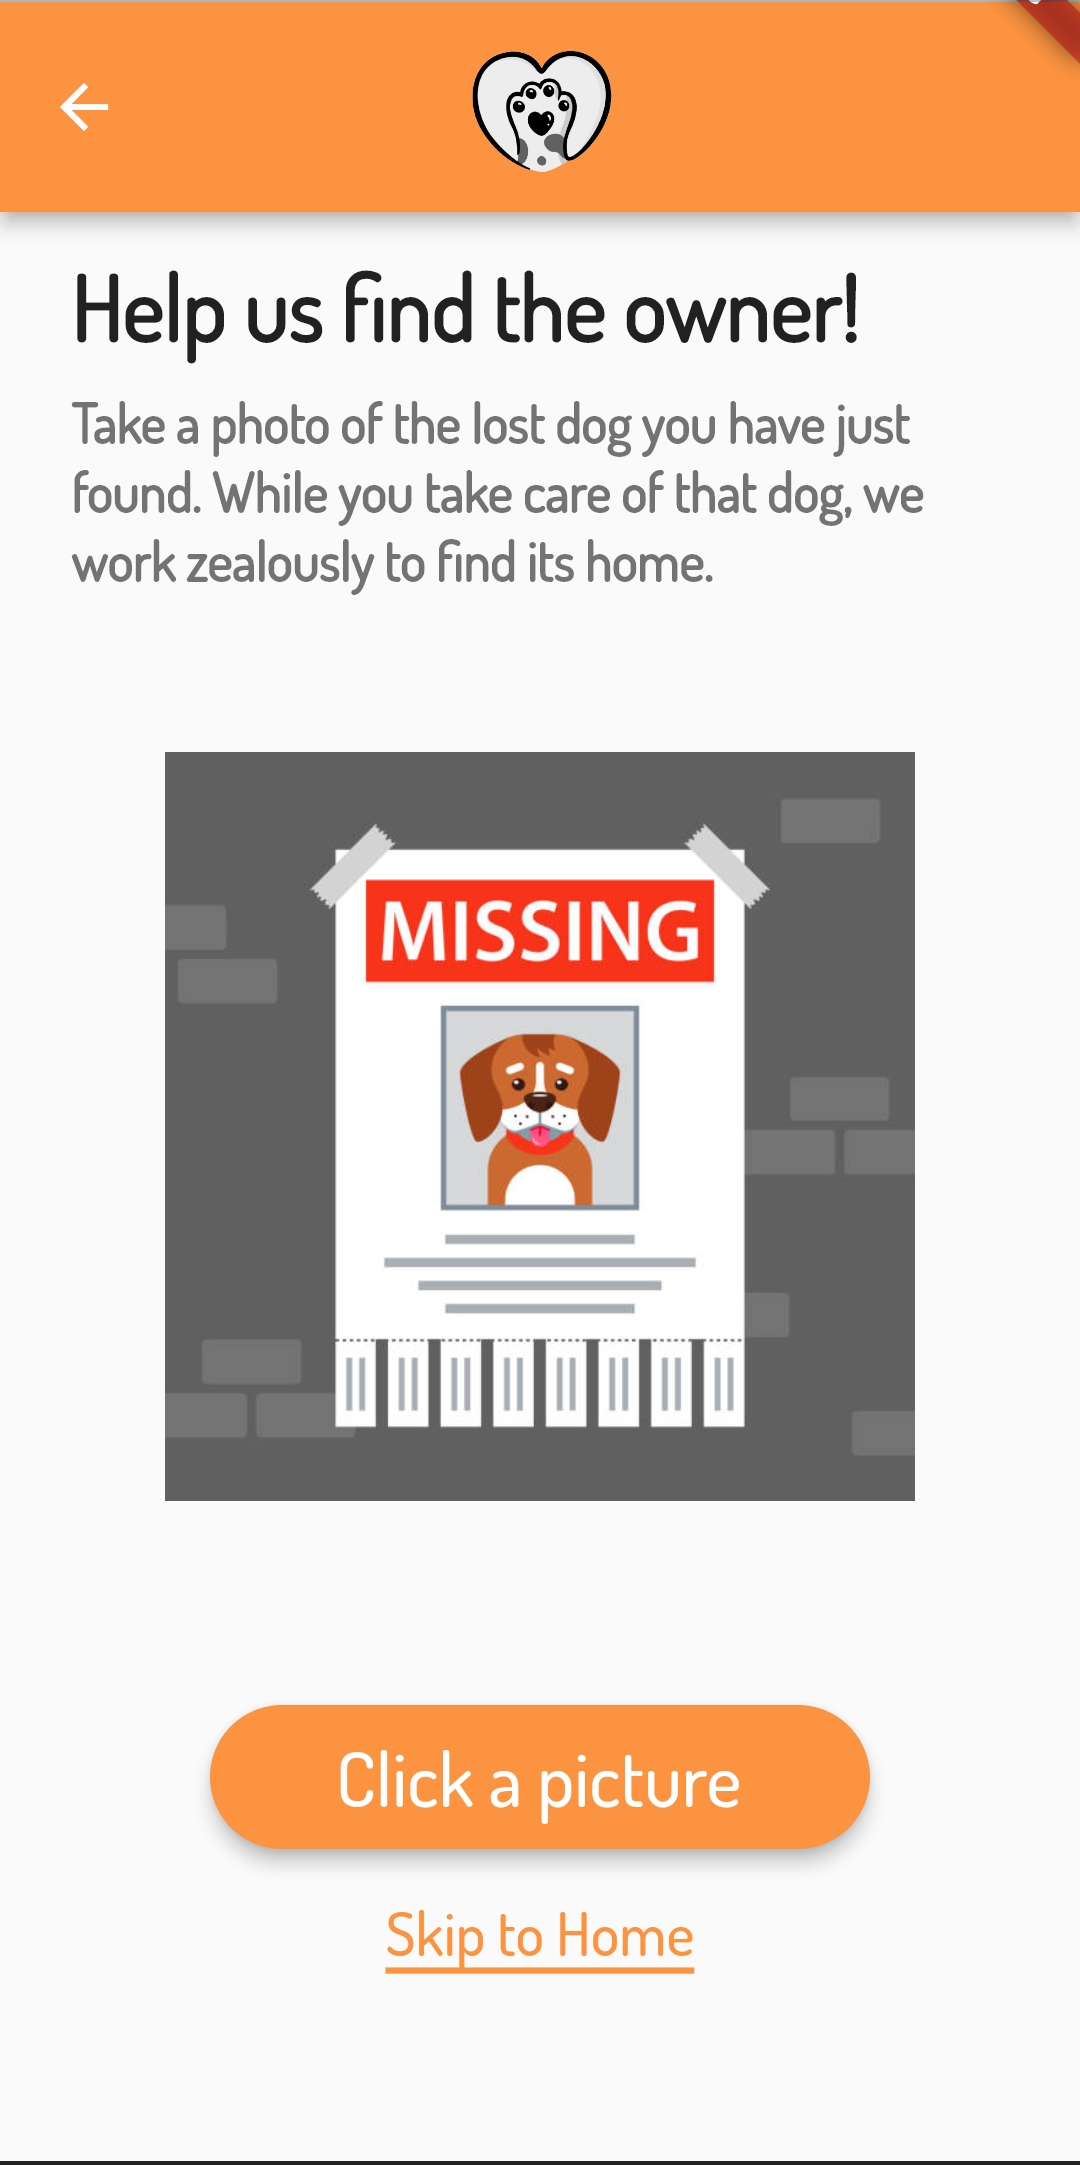 Help us find the owner!
Take a photo of the lost dog you have just
found. While you take care of that dog, we
work zealously to find its home.
MISSING
Click a picture
Skip to Home